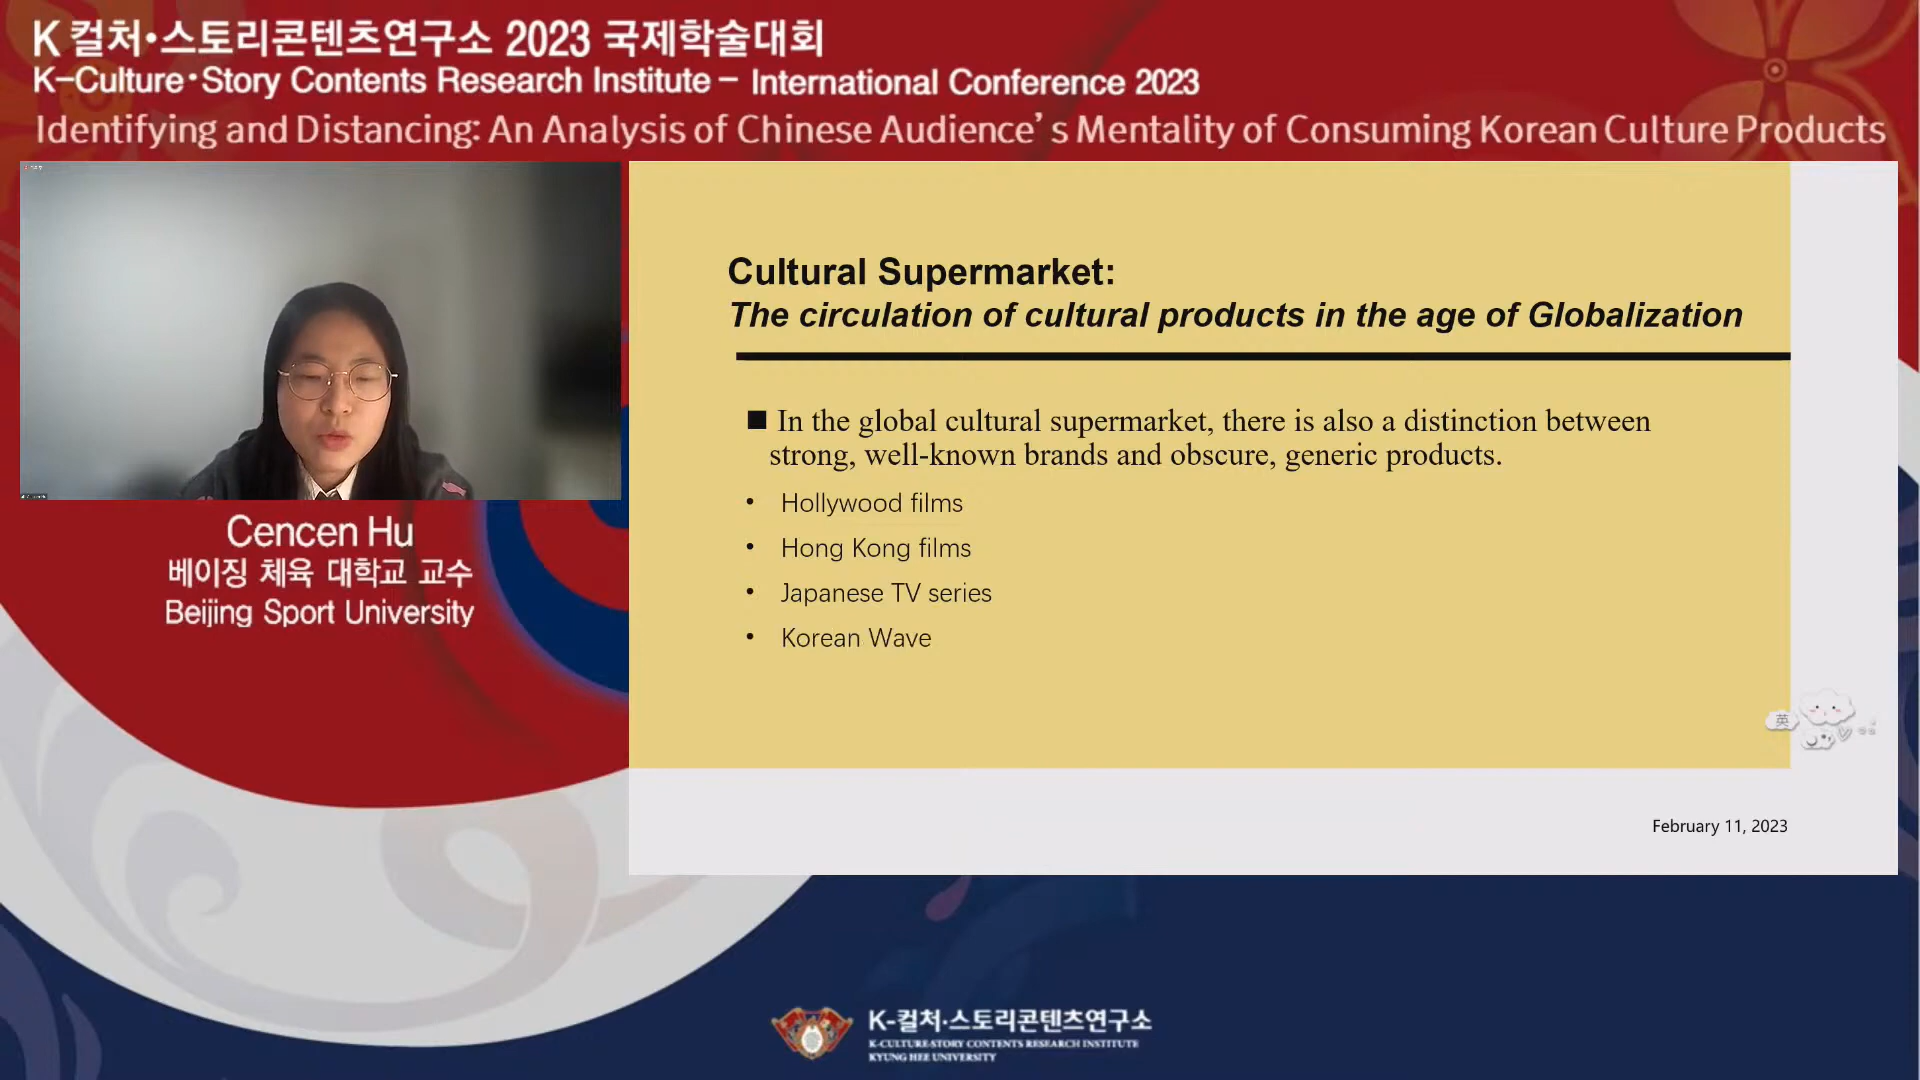 K 컬처•스토리콘텐츠연구소 2023 국제학술대회
K-Culture•Story Contents Research Institute - International Conference 2023
Identifying and Distancing: An Analysis of Chinese Audience's Mentality of Consuming Korean Culture Products
Cencen Hu
베이징 체육 대학교 교수
Beijing Sport University
Cultural Supermarket:
The circulation of cultural products in the age of Globalization
■ In the global cultural supermarket, there is also a distinction between
strong, well-known brands and obscure, generic products.
• Hollywood films
• Hong Kong films
• Japanese TV series
• Korean Wave
英
February 11, 2023
K-컬처•스토리콘텐츠연구소
K-CULTURE•STORY CONTENTS RESEARCH INSTITUTE
KYUNG HEE UNIVERSITY